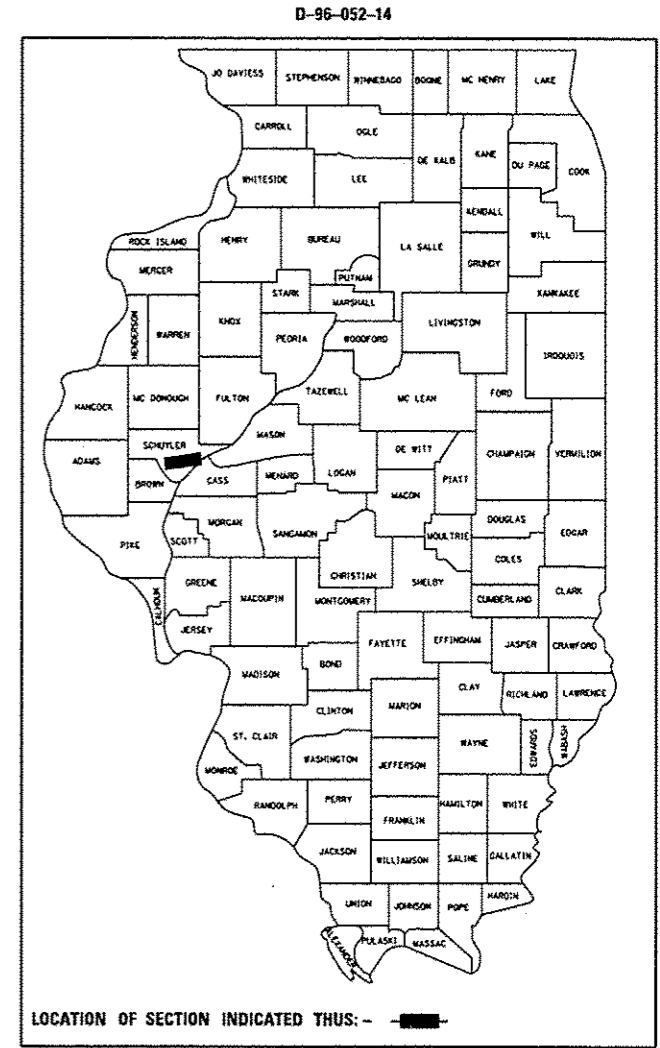 D-96-052-14
JO DAVIESS STEPHENSON WINNEBAGO BOONE MC HENRY LAKE
CARROLL OGLE DE KALB KANE DU PAGE COOK
WHITESIDE LEE KENDALL WILL
ROCK ISLAND HENRY BUREAU LA SALLE GRUNDY
MERCER PUTNAM KANKAKEE
STARK MARSHALL
HENDERSON WARREN KNOX PEORIA WOODFORD LIVINGSTON IROQUOIS
HANCOCK MC DONOUGH FULTON TAZEWELL MC LEAN FORD
ADAMS SCHUYLER MASON DE WITT CHAMPAIGN VERMILION
BROWN CASS MENARD LOGAN PIATT
PIKE SCOTT MORGAN SANGAMON MACON MOULTRIE DOUGLAS EDGAR
COLES
CALHOUN GREENE MACOUPIN CHRISTIAN SHELBY CUMBERLAND CLARK
MONTGOMERY
JERSEY FAYETTE EFFINGHAM JASPER CRAWFORD
MADISON BOND
CLAY RICHLAND LAWRENCE
CLINTON MARION
ST. CLAIR WAYNE EDWARDS WABASH
MONROE WASHINGTON JEFFERSON
RANDOLPH PERRY HAMILTON WHITE
FRANKLIN
JACKSON WILLIAMSON SALINE GALLATIN
UNION JOHNSON POPE HARDIN
ALEXANDER PULASKI MASSAC
LOCATION OF SECTION INDICATED THUS:-